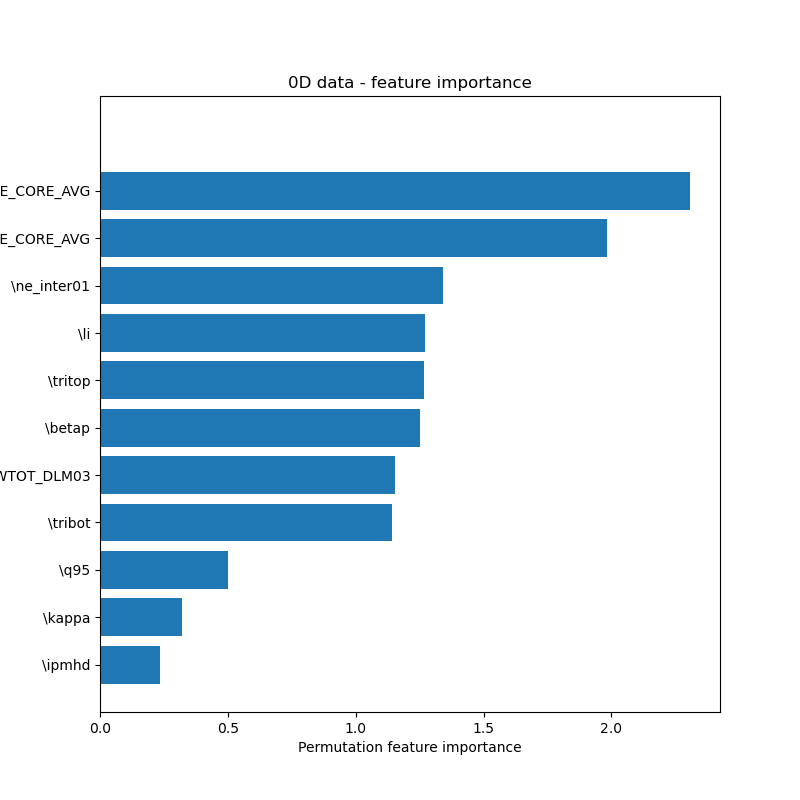 0D data - feature importance
E_CORE_AVG
E_CORE_AVG
\ne_inter01
\li
\tritop
\betap
WTOT_DLM03
\tribot
\q95
\kappa
\ipmhd
0.0 0.5 1.0 1.5 2.0
Permutation feature importance